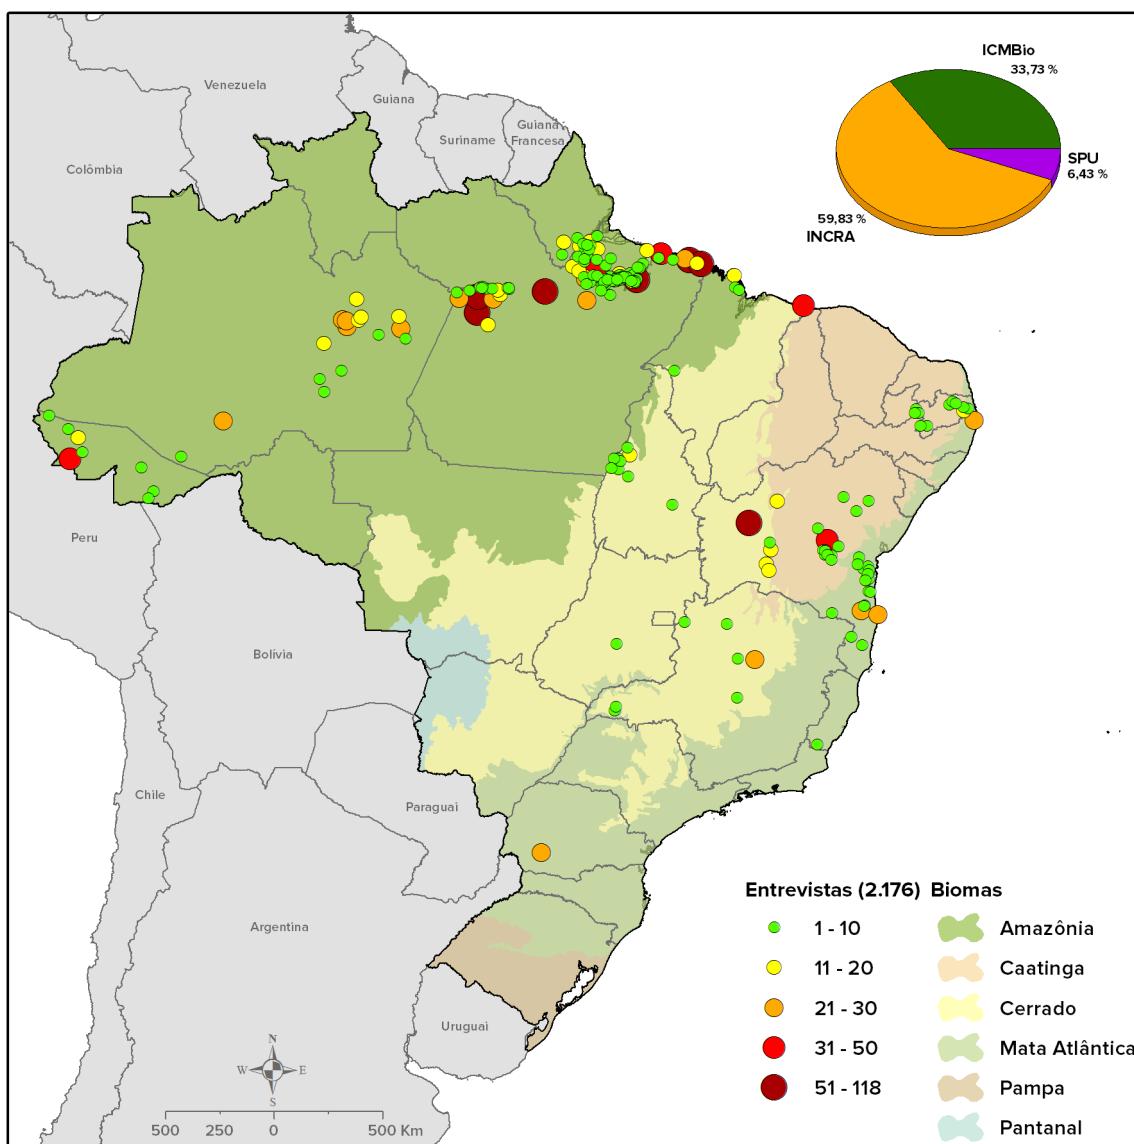 Venezuela
Guiana
Suriname
Guiana
Francesa
Colômbia
ICMBio
33,73 %
SPU
6,43 %
59,83 %
INCRA
Peru
Bolívia
Chile
Paraguai
Argentina
Uruguai
Entrevistas (2.176)
1 - 10
11 - 20
21 - 30
31 - 50
51 - 118
Biomas
Amazônia
Caatinga
Cerrado
Mata Atlântica
Pampa
Pantanal
N
W
E
S
500
250
0
500 Km